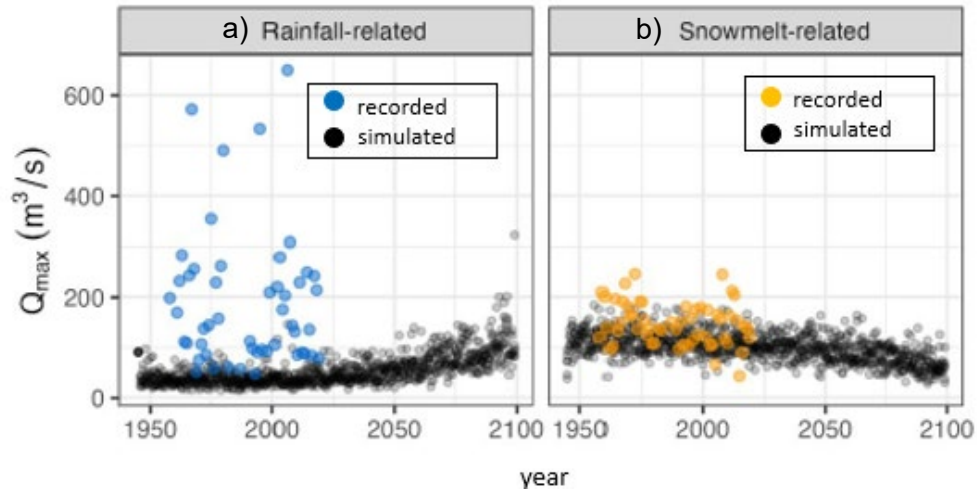 a) Rainfall-related
b) Snowmelt-related
recorded
simulated
recorded
simulated
Qmax (m³/s)
600
400
200
0
1950
2000
2050
2100
1950
2000
2050
2100
year